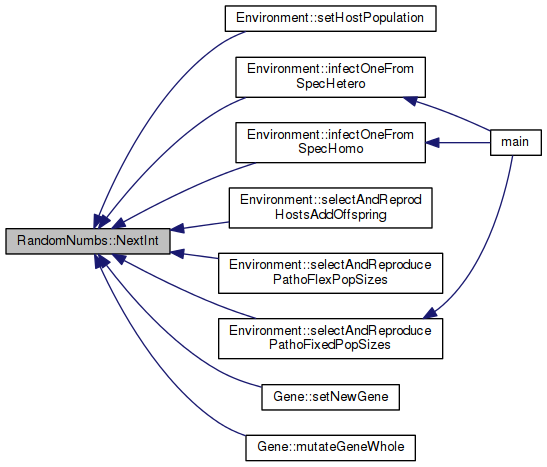 Environment::setHostPopulation
Environment::infectOneFrom
SpecHetero
Environment::infectOneFrom
SpecHomo
main
Environment::selectAndReprod
HostsAddOffspring
RandomNumbs::NextInt
Environment::selectAndReproduce
PathoFlexPopSizes
Environment::selectAndReproduce
PathoFixedPopSizes
Gene::setNewGene
Gene::mutateGeneWhole